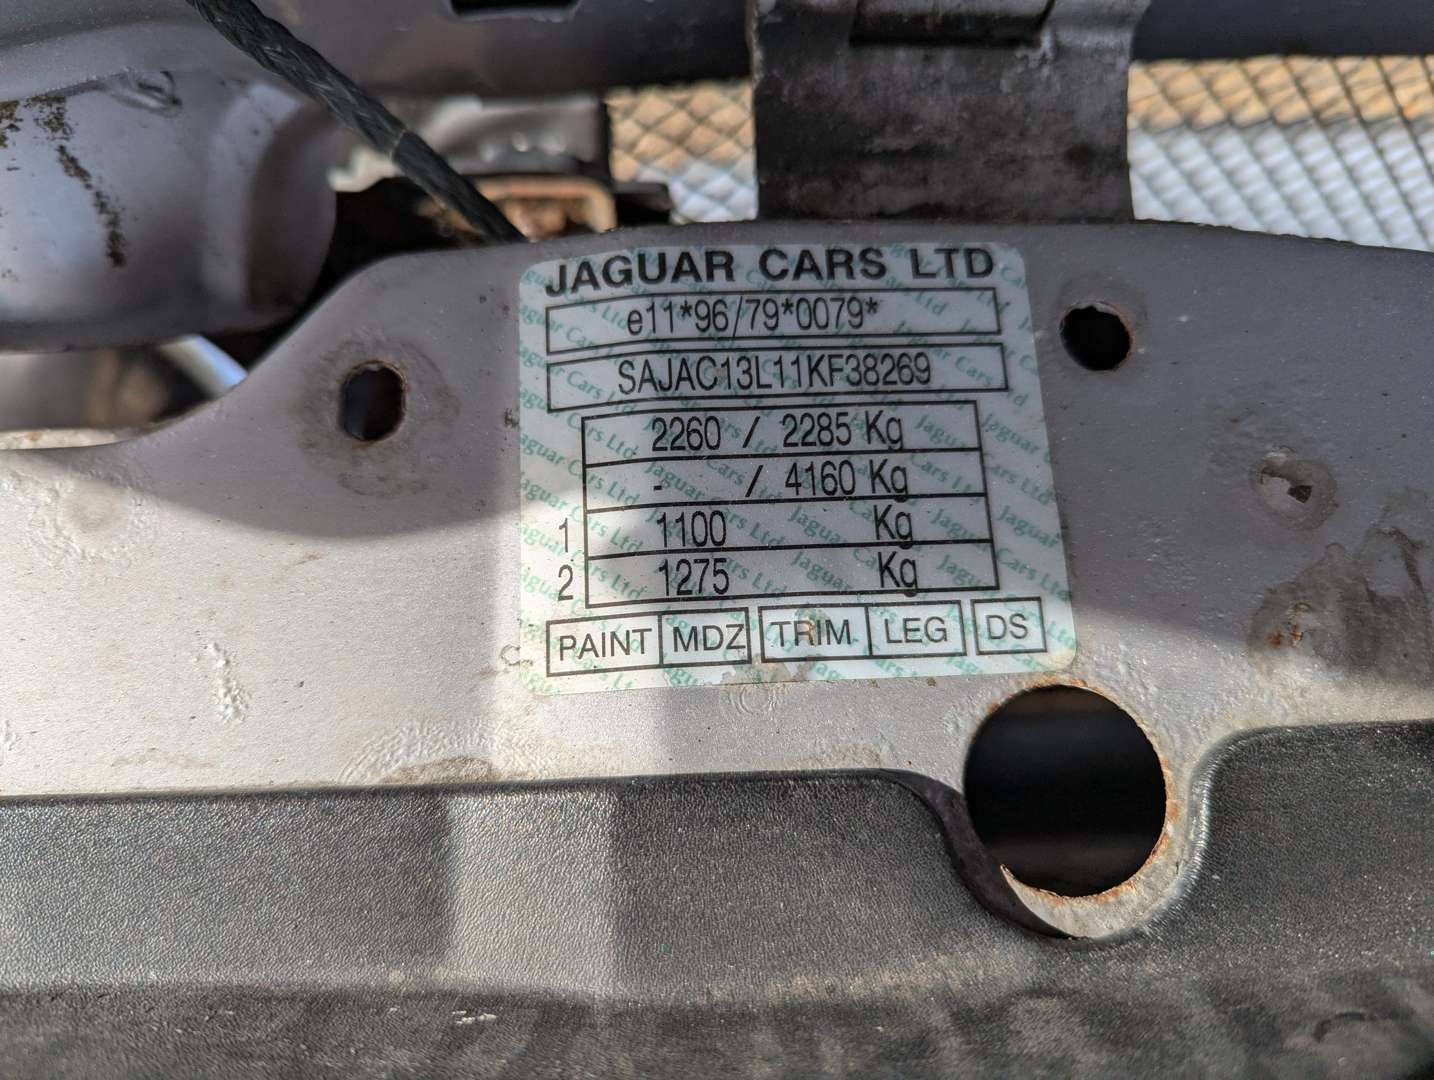 JAGUAR CARS LTD
e11*96/79*0079*
SAJAC13L11KF38269
2260 / 2285 Kg
- / 4160 Kg
1 1100 Kg
2 1275 Kg
PAINT MDZ TRIM LEG DS